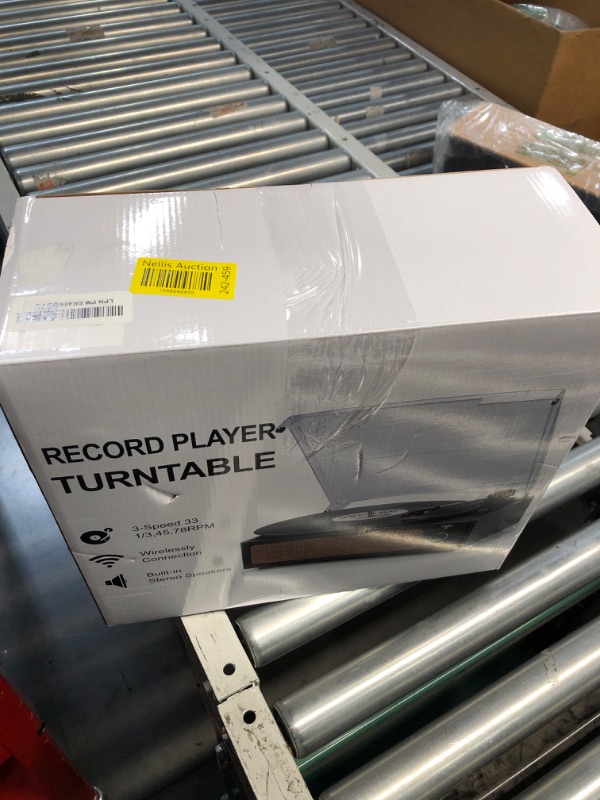 Nellis Auction
242-459
RECORD PLAYER
TURNTABLE
3-Speed 33
1/3,45,78RPM
Wirelessly
Connection
Built-in
Stereo Speakers